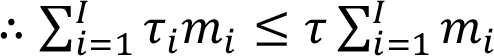 ∴ ∑_{i=1}^{I} τ_i m_i ≤ τ ∑_{i=1}^{I} m_i